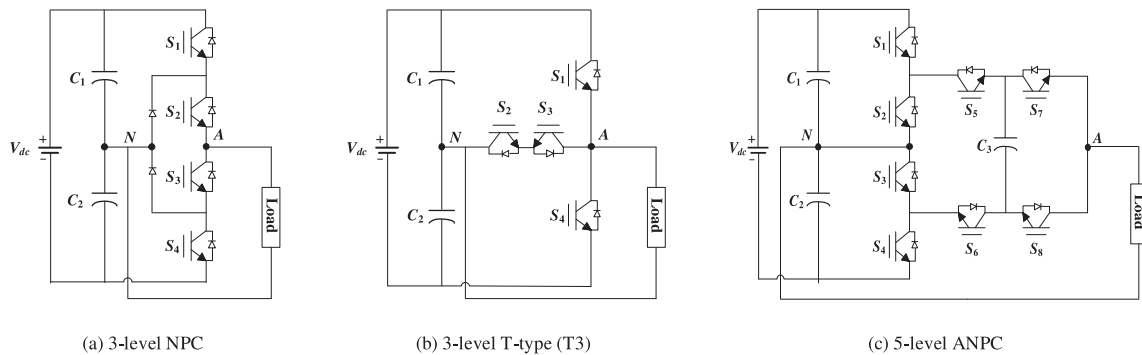 S1
C1
S2
N
A
Vdc
+
−
S3
C2
S4
Load
(a) 3-level NPC
S1
C1
S2
S3
N
A
Vdc
+
−
C2
S4
Load
(b) 3-level T-type (T3)
S1
C1
S5
S7
S2
N
A
Vdc
+
−
C3
S3
C2
S6
S8
S4
Load
(c) 5-level ANPC